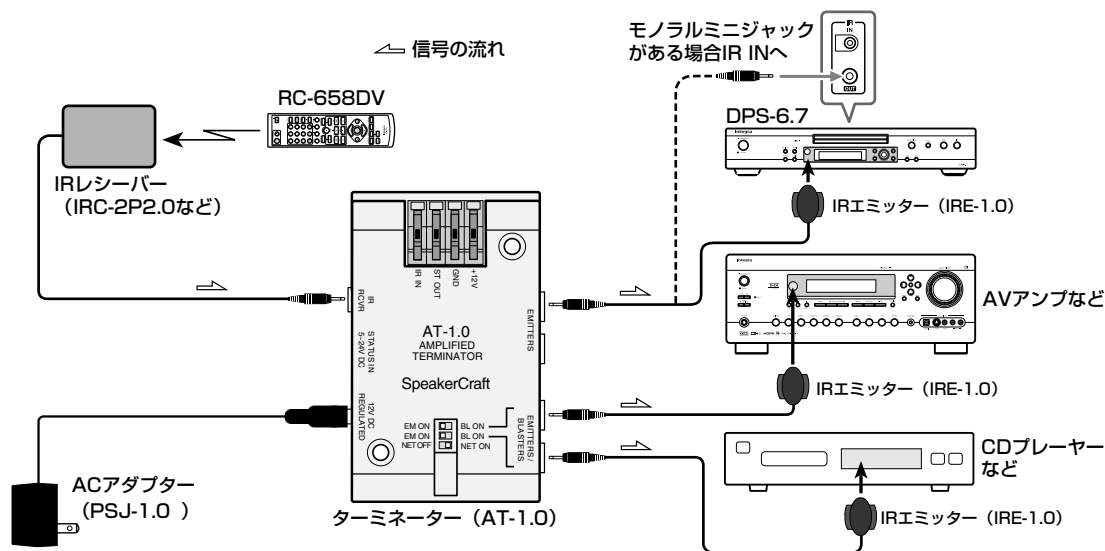 信号の流れ
モノラルミニジャック
がある場合IR INへ
IR
IN
OUT
RC-658DV
DPS-6.7
Integra
IRレシーバー
（IRC-2P2.0など）
IRエミッター（IRE-1.0）
IR IN
ST OUT
GND
+12V
IR
RCVR
STATUS IN
5-24V DC
12V DC
REGULATED
EMITTERS
AT-1.0
AMPLIFIED
TERMINATOR
SpeakerCraft
EM ON
BL ON
EM ON
BL ON
NET OFF
NET ON
EMITTERS/
BLASTERS
Integra
AVアンプなど
IRエミッター（IRE-1.0）
CDプレーヤー
など
IRエミッター（IRE-1.0）
ACアダプター
（PSJ-1.0 ）
ターミネーター（AT-1.0）